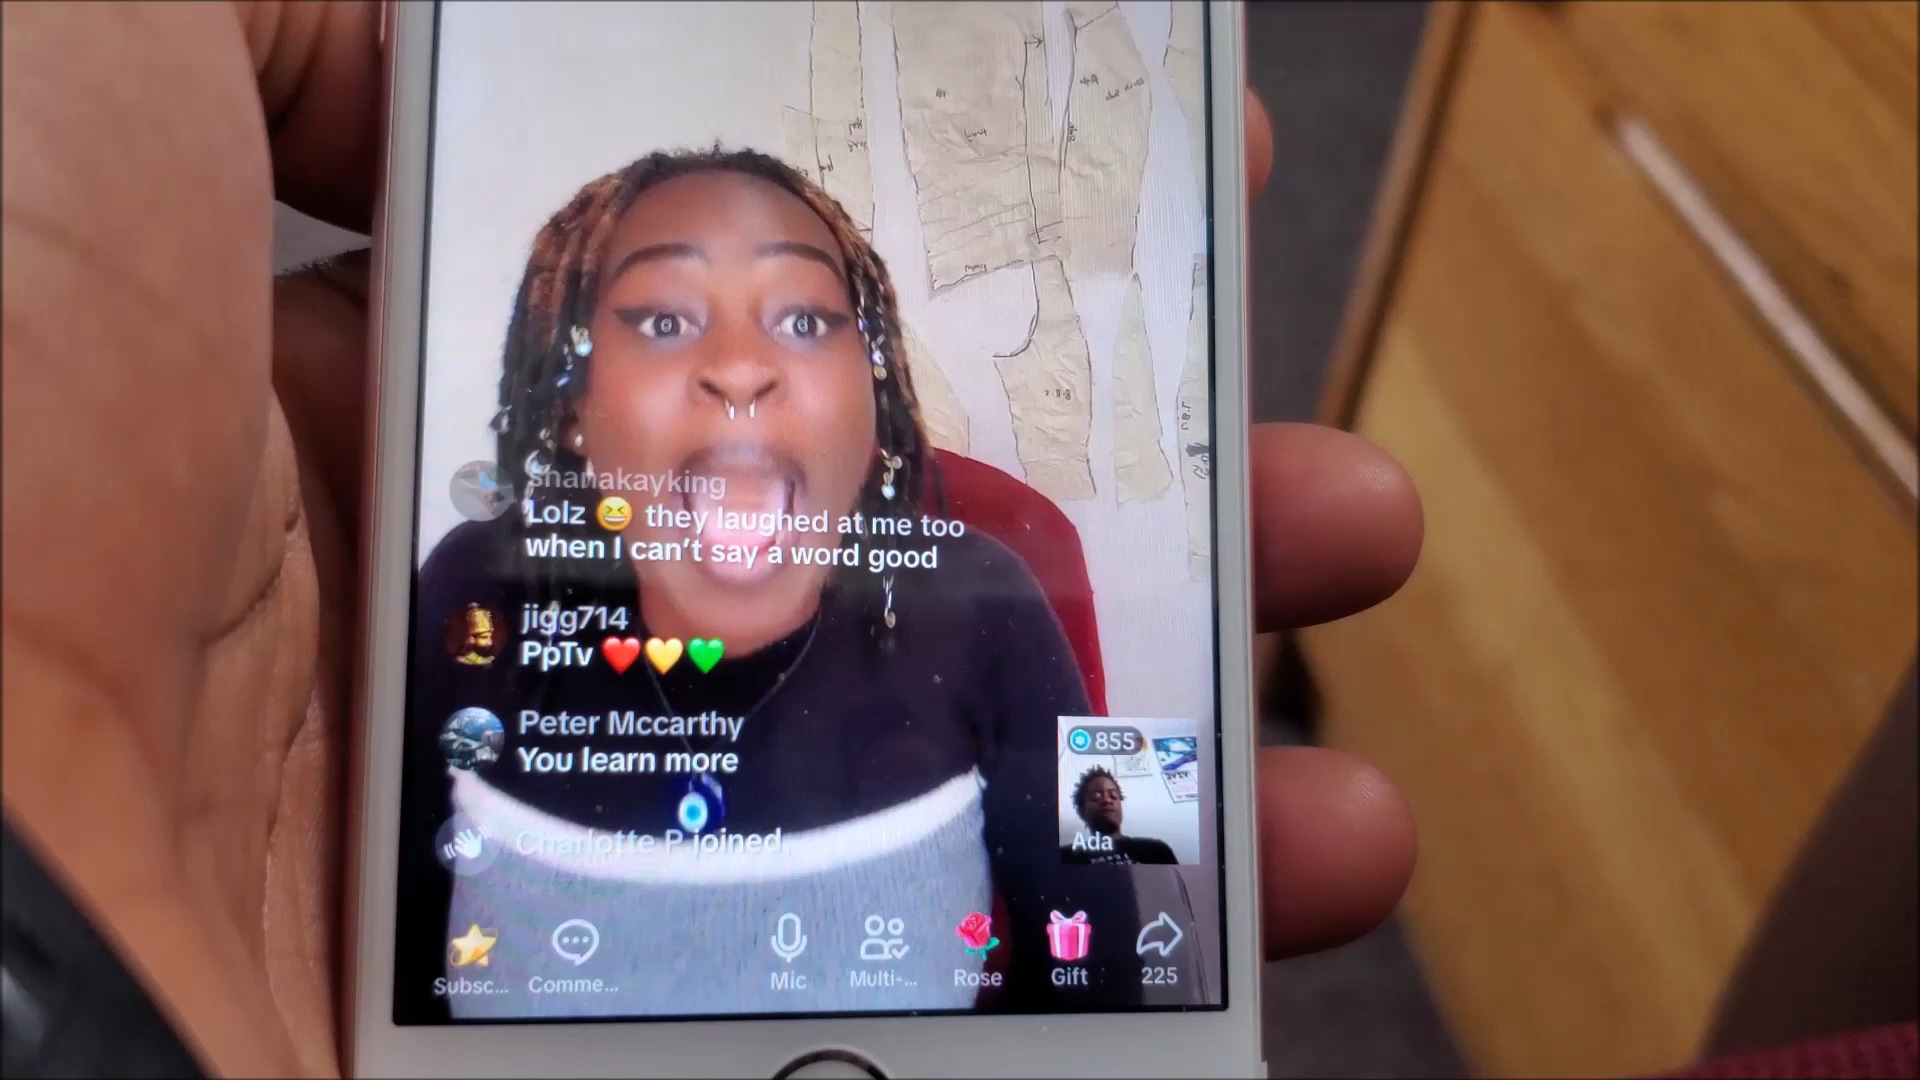 shanakayking
Lolz 😆 they laughed at me too
when I can't say a word good
jigg714
PpTv ❤️💛💚
Peter Mccarthy
You learn more
Charlotte P joined
855
Ada
Subsc...
Comme...
Mic
Multi-...
Rose
Gift
225